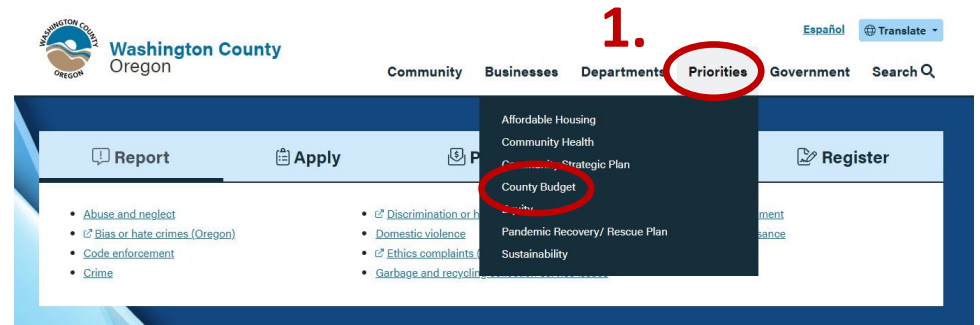 WASHINGTON COUNTY
OREGON
Washington County
Oregon
1.
Español
Translate
Community Businesses Departments Priorities Government Search
Affordable Housing
Community Health
Community Strategic Plan
County Budget
Equity
Pandemic Recovery/ Rescue Plan
Sustainability
Report Apply P Register
Abuse and neglect
Bias or hate crimes (Oregon)
Code enforcement
Crime
Discrimination or h
Domestic violence
Ethics complaints (
Garbage and recycling